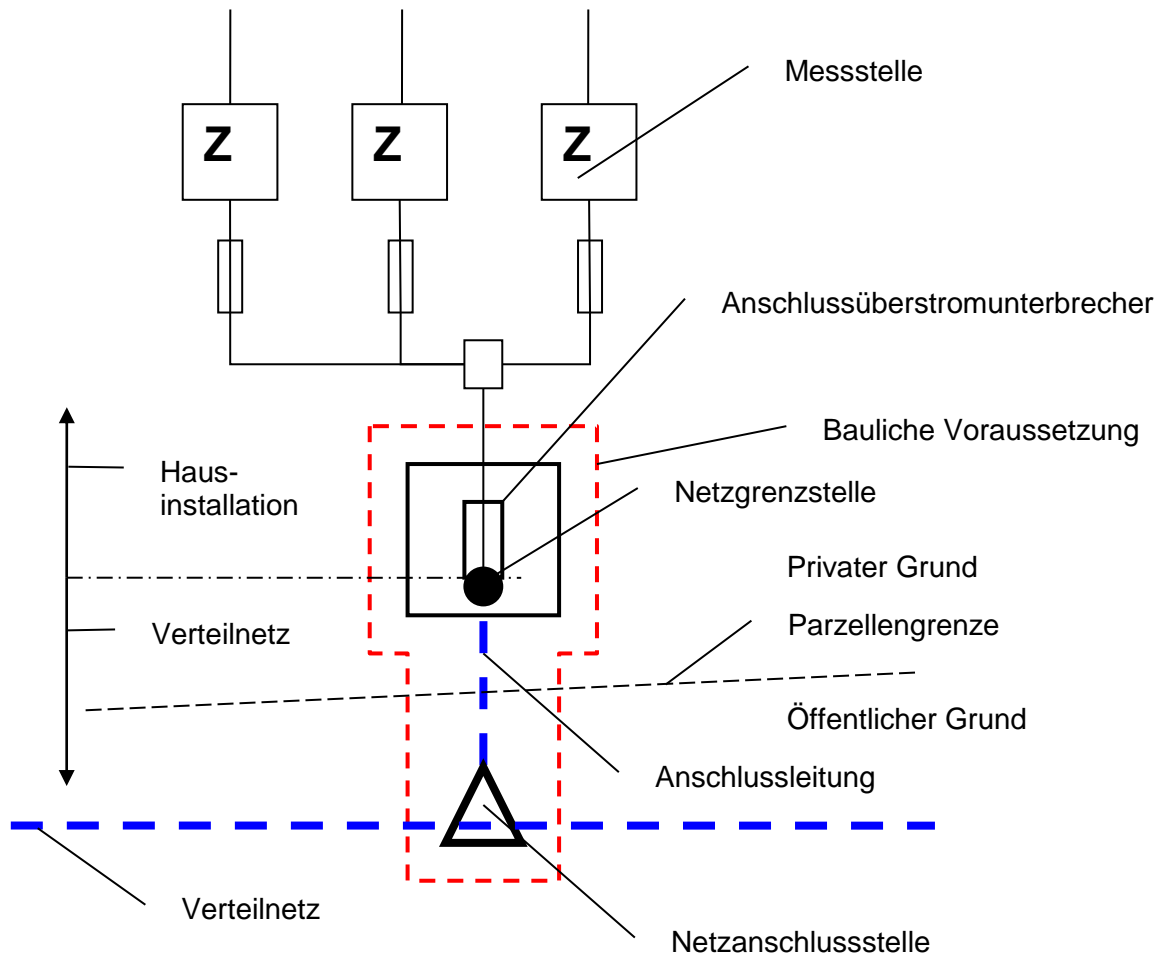 Messstelle
Z
Z
Z
Anschlussüberstromunterbrecher
Bauliche Voraussetzung
Haus-
installation
Netzgrenzstelle
Privater Grund
Verteilnetz
Parzellengrenze
Öffentlicher Grund
Anschlussleitung
Verteilnetz
Netzanschlussstelle